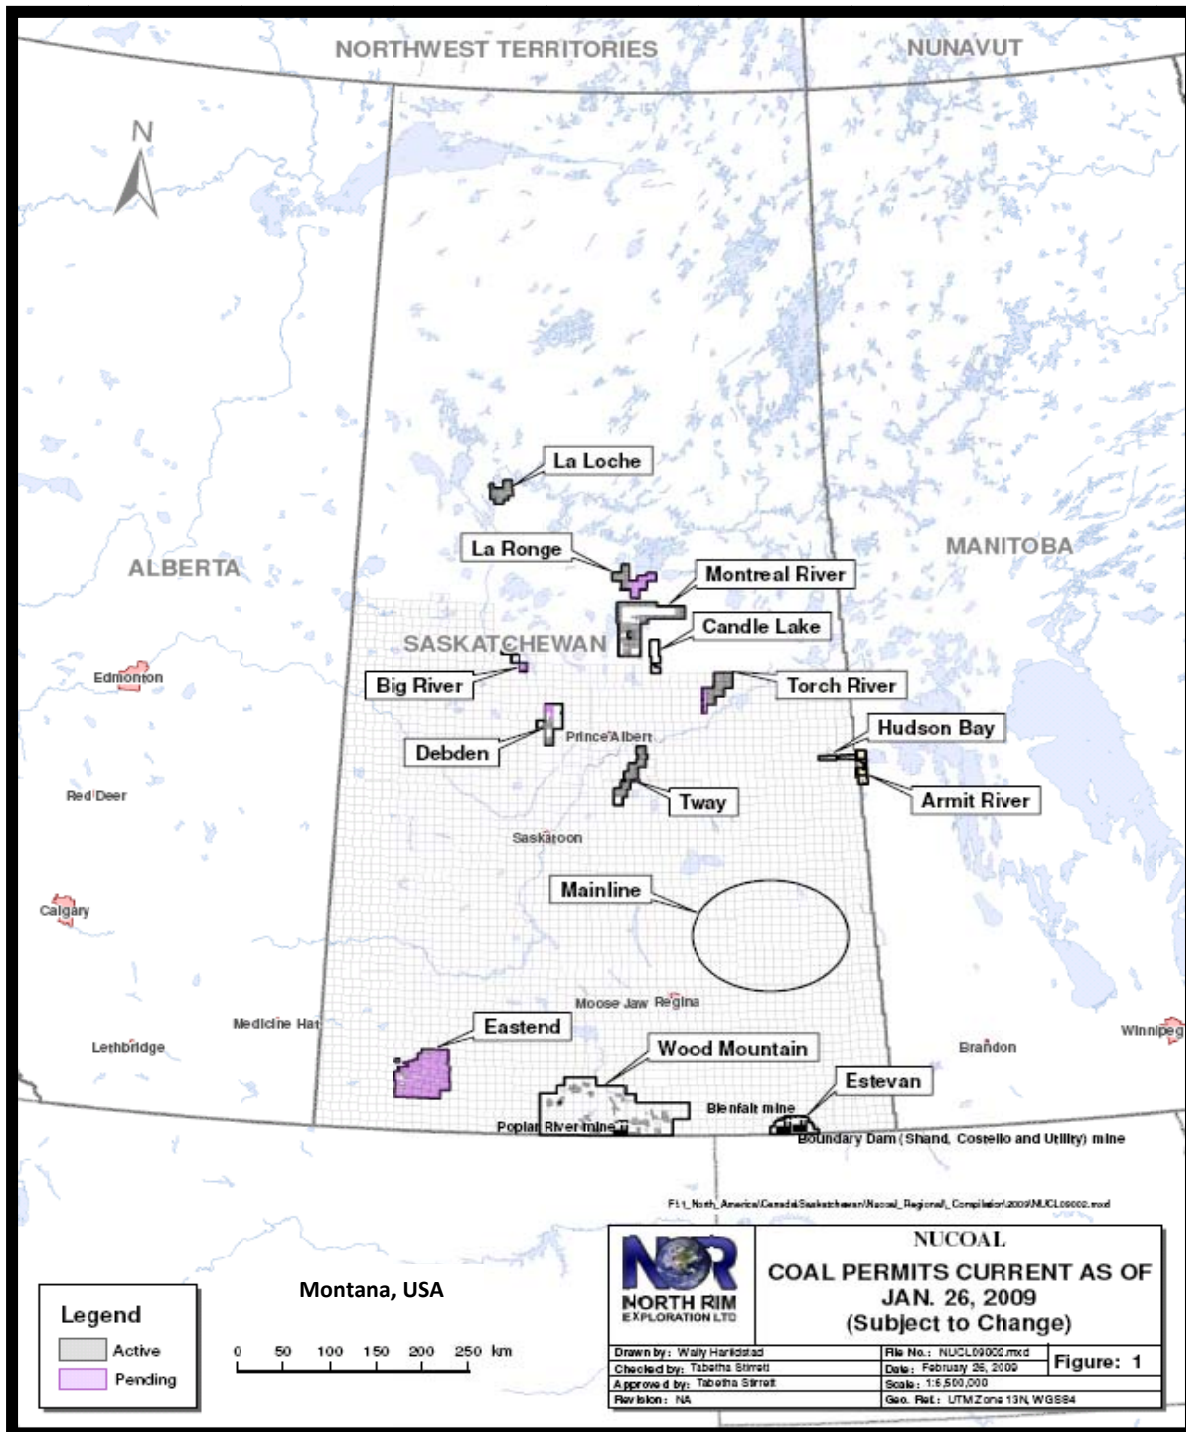 NORTHWEST TERRITORIES
NUNAVUT
N
La Loche
La Ronge
MANITOBA
ALBERTA
Montreal River
Candle Lake
SASKATCHEWAN
Edmonton
Big River
Torch River
Hudson Bay
Prince Albert
Debden
Armit River
Red Deer
Tway
Saskatoon
Mainline
Calgary
Moose Jaw
Regina
Medicine Hat
Eastend
Winnipeg
Lethbridge
Wood Mountain
Brandon
Estevan
Bienfait mine
Poplar River mine
Boundary Dam (Shand, Costello and Utility) mine
NUCOAL
COAL PERMITS CURRENT AS OF
JAN. 26, 2009
(Subject to Change)
NOR
NORTH RIM
EXPLORATION LTD
Montana, USA
Legend
Active
Pending
0 50 100 150 200 250 km
Drawn by: Wally
File No.: NUCL09002.mxd
Checked by: Tabetha Stirrett
Date: February 26, 2009
Figure: 1
Approved by: Tabetha Stirrett
Scale: 1:6,500,000
Revision: NA
Geo. Ref.: UTM Zone 13N, WGS84